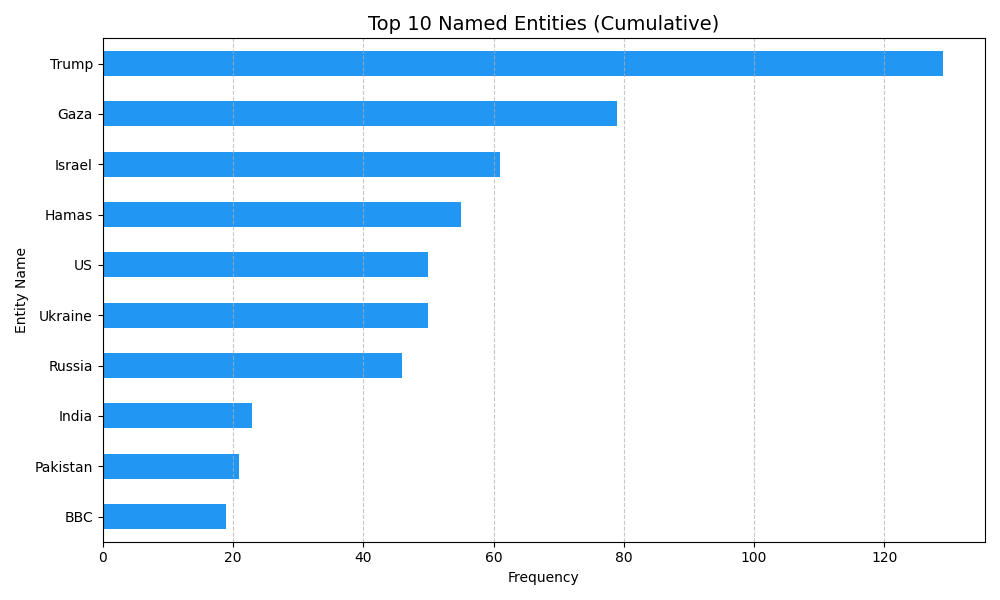 Top 10 Named Entities (Cumulative)
Entity Name
Trump
Gaza
Israel
Hamas
US
Ukraine
Russia
India
Pakistan
BBC
0 20 40 60 80 100 120
Frequency